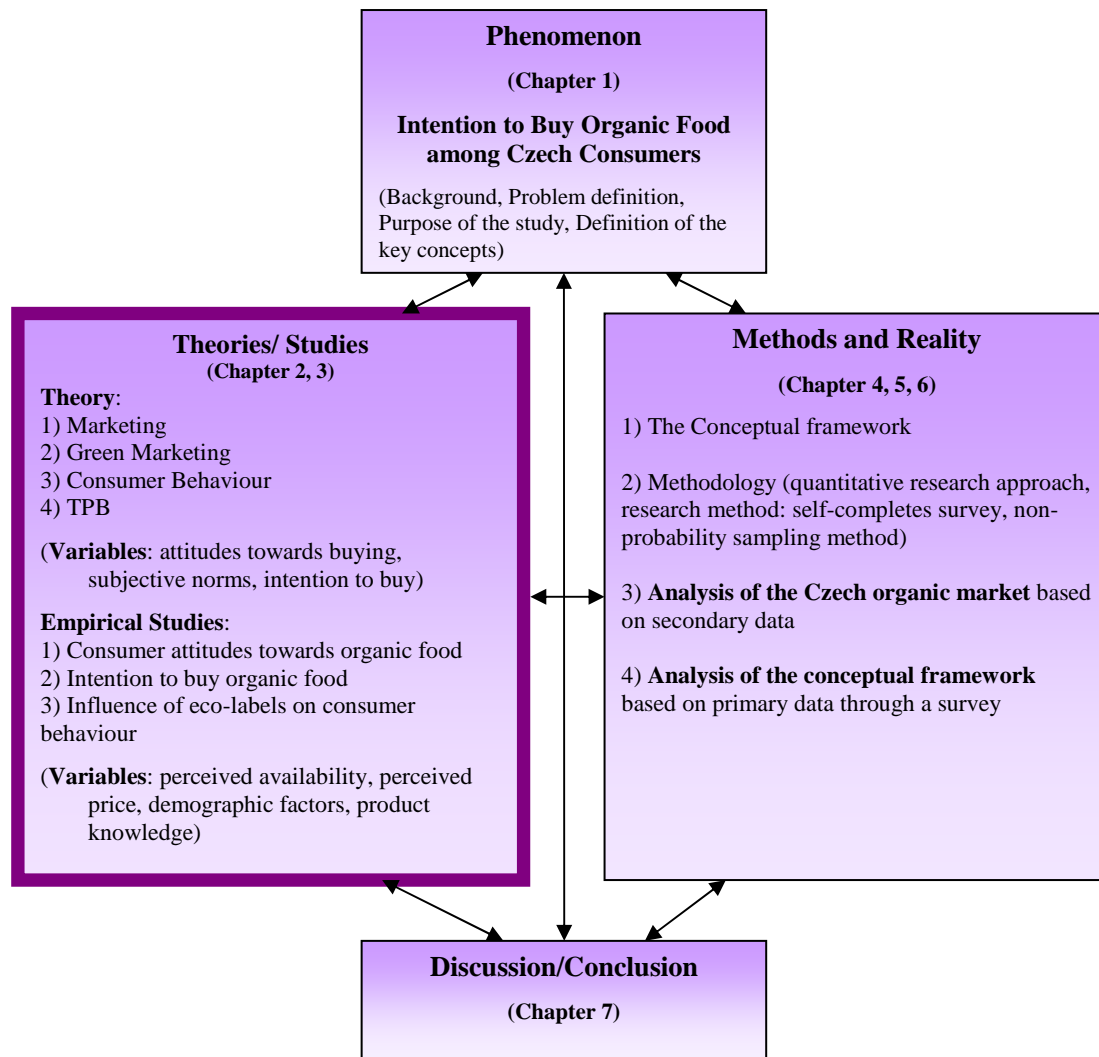 Phenomenon
(Chapter 1)
Intention to Buy Organic Food
among Czech Consumers
(Background, Problem definition,
Purpose of the study, Definition of the
key concepts)
Theories/ Studies
(Chapter 2, 3)
Theory:
1) Marketing
2) Green Marketing
3) Consumer Behaviour
4) TPB
(Variables: attitudes towards buying,
subjective norms, intention to buy)
Empirical Studies:
1) Consumer attitudes towards organic food
2) Intention to buy organic food
3) Influence of eco-labels on consumer
behaviour
(Variables: perceived availability, perceived
price, demographic factors, product
knowledge)
Methods and Reality
(Chapter 4, 5, 6)
1) The Conceptual framework
2) Methodology (quantitative research approach,
research method: self-completes survey, non-
probability sampling method)
3) Analysis of the Czech organic market based
on secondary data
4) Analysis of the conceptual framework
based on primary data through a survey
Discussion/Conclusion
(Chapter 7)